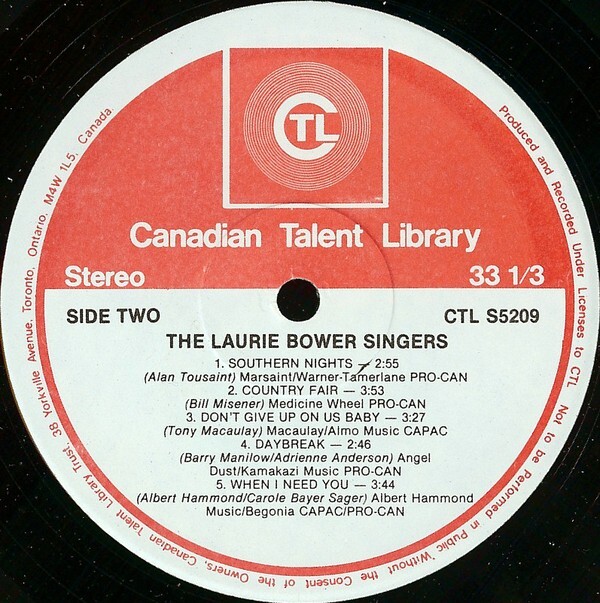 CTL
Canadian Talent Library
Stereo
33 1/3
SIDE TWO
CTL S5209
THE LAURIE BOWER SINGERS
1. SOUTHERN NIGHTS — 2:55
(Alan Tousaint) Marsaint/Warner-Tamerlane PRO-CAN
2. COUNTRY FAIR — 3:53
(Bill Misener) Medicine Wheel PRO-CAN
3. DON'T GIVE UP ON US BABY — 3:27
(Tony Macaulay) Macaulay/Almo Music CAPAC
4. DAYBREAK — 2:46
(Barry Manilow/Adrienne Anderson) Angel
Dust/Kamakazi Music PRO-CAN
5. WHEN I NEED YOU — 3:44
(Albert Hammond/Carole Bayer Sager) Albert Hammond
Music/Begonia CAPAC/PRO-CAN
Produced and Recorded Under Licenses to CTL. Not to be Performed in Public Without the Consent of the Owners, Canadian Talent Library Trust, 38 Yorkville Avenue, Toronto, Ontario, M4W 1L5, Canada.